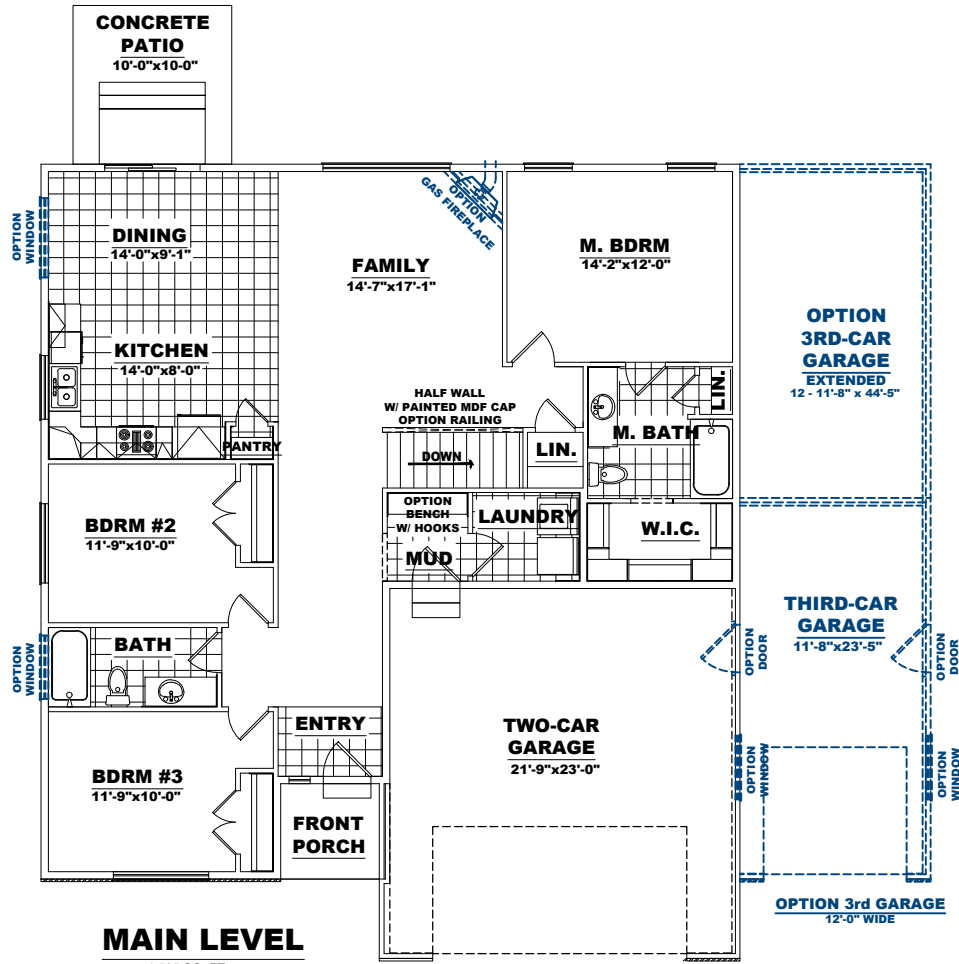 CONCRETE
PATIO
10'-0"x10-0"
OPTION
WINDOW
DINING
14'-0"x9'-1"
FAMILY
14'-7"x17'-1"
OPTION
GAS FIREPLACE
M. BDRM
14'-2"x12'-0"
OPTION
3RD-CAR
GARAGE
EXTENDED
12 - 11'-8" x 44'-5"
KITCHEN
14'-0"x8'-0"
HALF WALL
W/ PAINTED MDF CAP
OPTION RAILING
LIN.
M. BATH
PANTRY
DOWN
LIN.
BDRM #2
11'-9"x10'-0"
OPTION
BENCH
W/ HOOKS
MUD
LAUNDRY
W.I.C.
THIRD-CAR
GARAGE
11'-8"x23'-5"
OPTION
WINDOW
BATH
OPTION
DOOR
OPTION
DOOR
ENTRY
TWO-CAR
GARAGE
21'-9"x23'-0"
BDRM #3
11'-9"x10'-0"
OPTION
WINDOW
OPTION
WINDOW
FRONT
PORCH
OPTION 3rd GARAGE
12'-0" WIDE
MAIN LEVEL